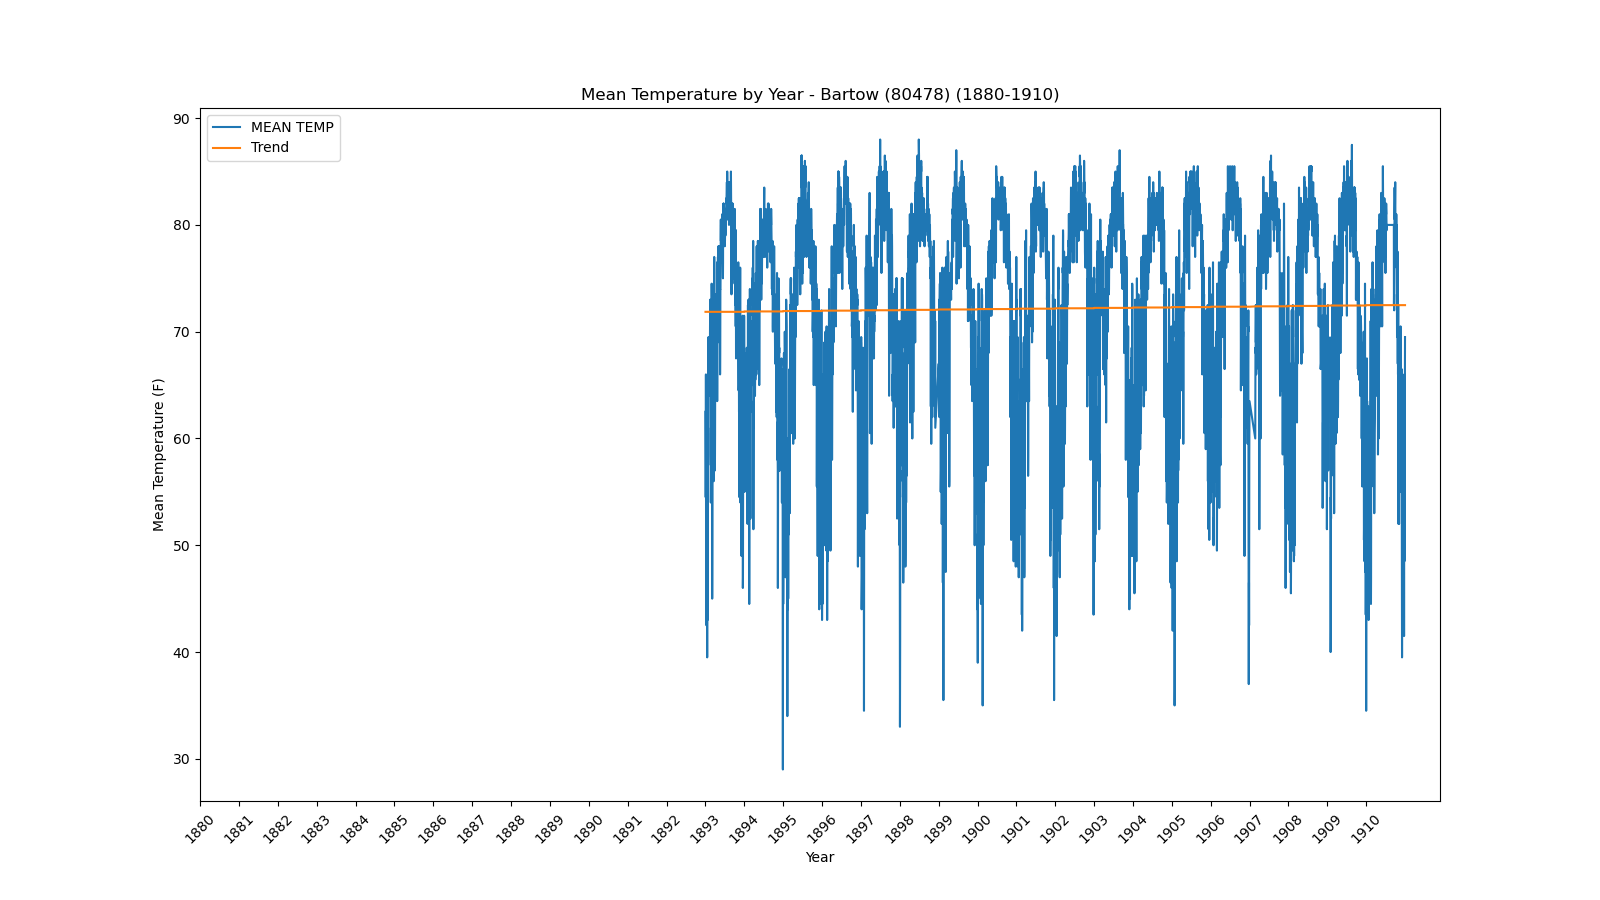 Mean Temperature by Year - Bartow (80478) (1880-1910)
MEAN TEMP
Trend
90
80
70
60
50
40
30
Mean Temperature (F)
1880 1881 1882 1883 1884 1885 1886 1887 1888 1889 1890 1891 1892 1893 1894 1895 1896 1897 1898 1899 1900 1901 1902 1903 1904 1905 1906 1907 1908 1909 1910
Year